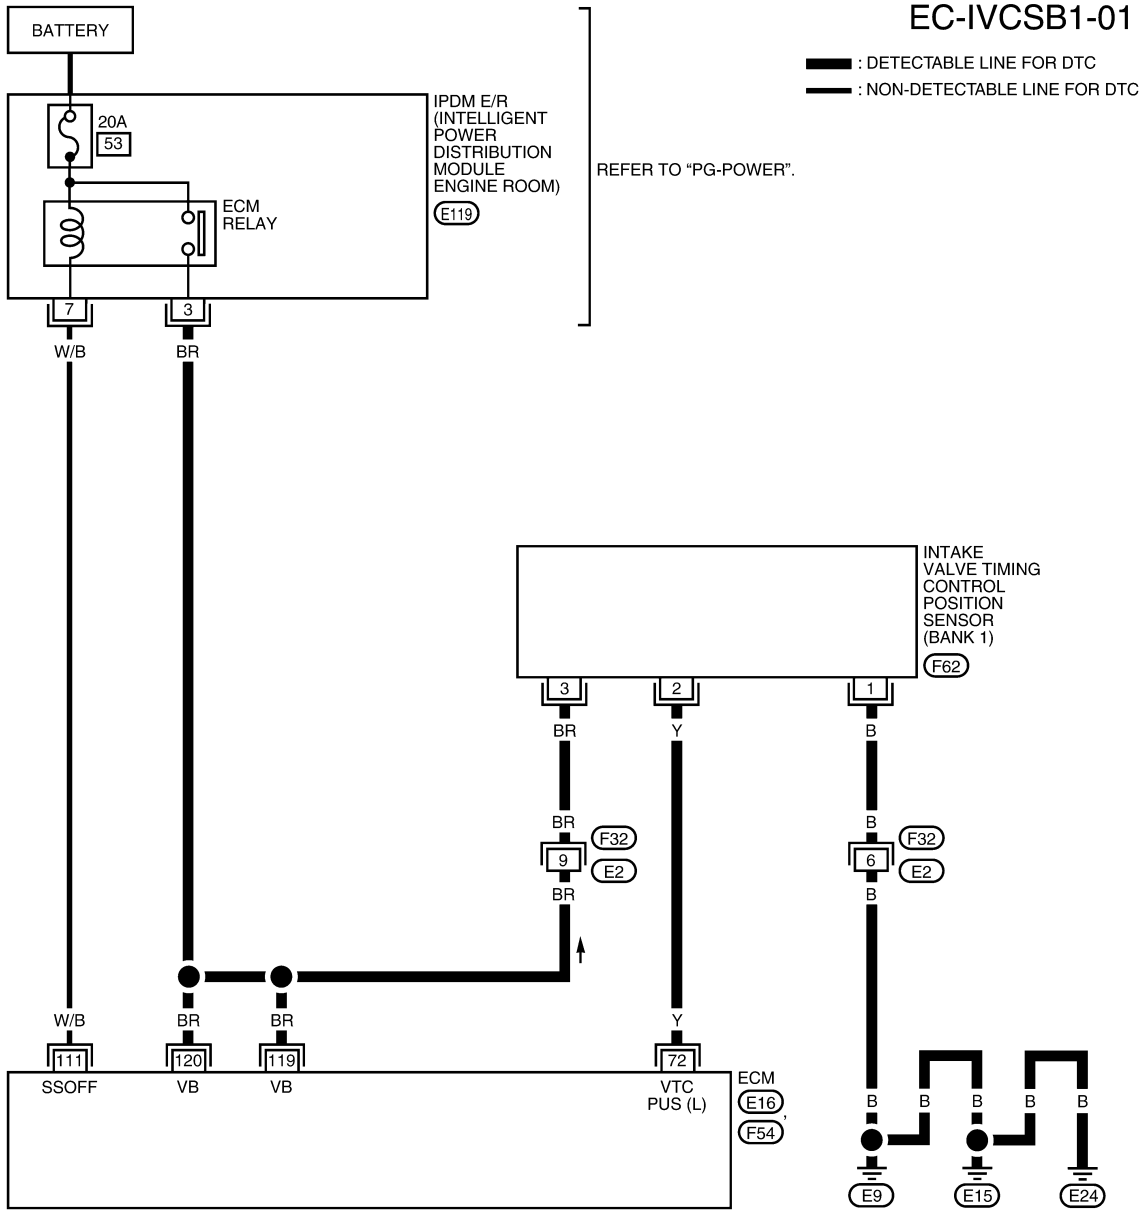 EC-IVCSB1-01
BATTERY
: DETECTABLE LINE FOR DTC
: NON-DETECTABLE LINE FOR DTC
20A
53
IPDM E/R
(INTELLIGENT
POWER
DISTRIBUTION
MODULE
ENGINE ROOM)
E119
REFER TO “PG-POWER”.
ECM
RELAY
7
3
W/B
BR
INTAKE
VALVE TIMING
CONTROL
POSITION
SENSOR
(BANK 1)
F62
3
2
1
BR
Y
B
BR
B
F32
F32
9
6
E2
E2
BR
B
W/B
BR
BR
Y
111
120
119
72
SSOFF
VB
VB
VTC
PUS (L)
ECM
E16
,
F54
B
B
B
B
B
E9
E15
E24